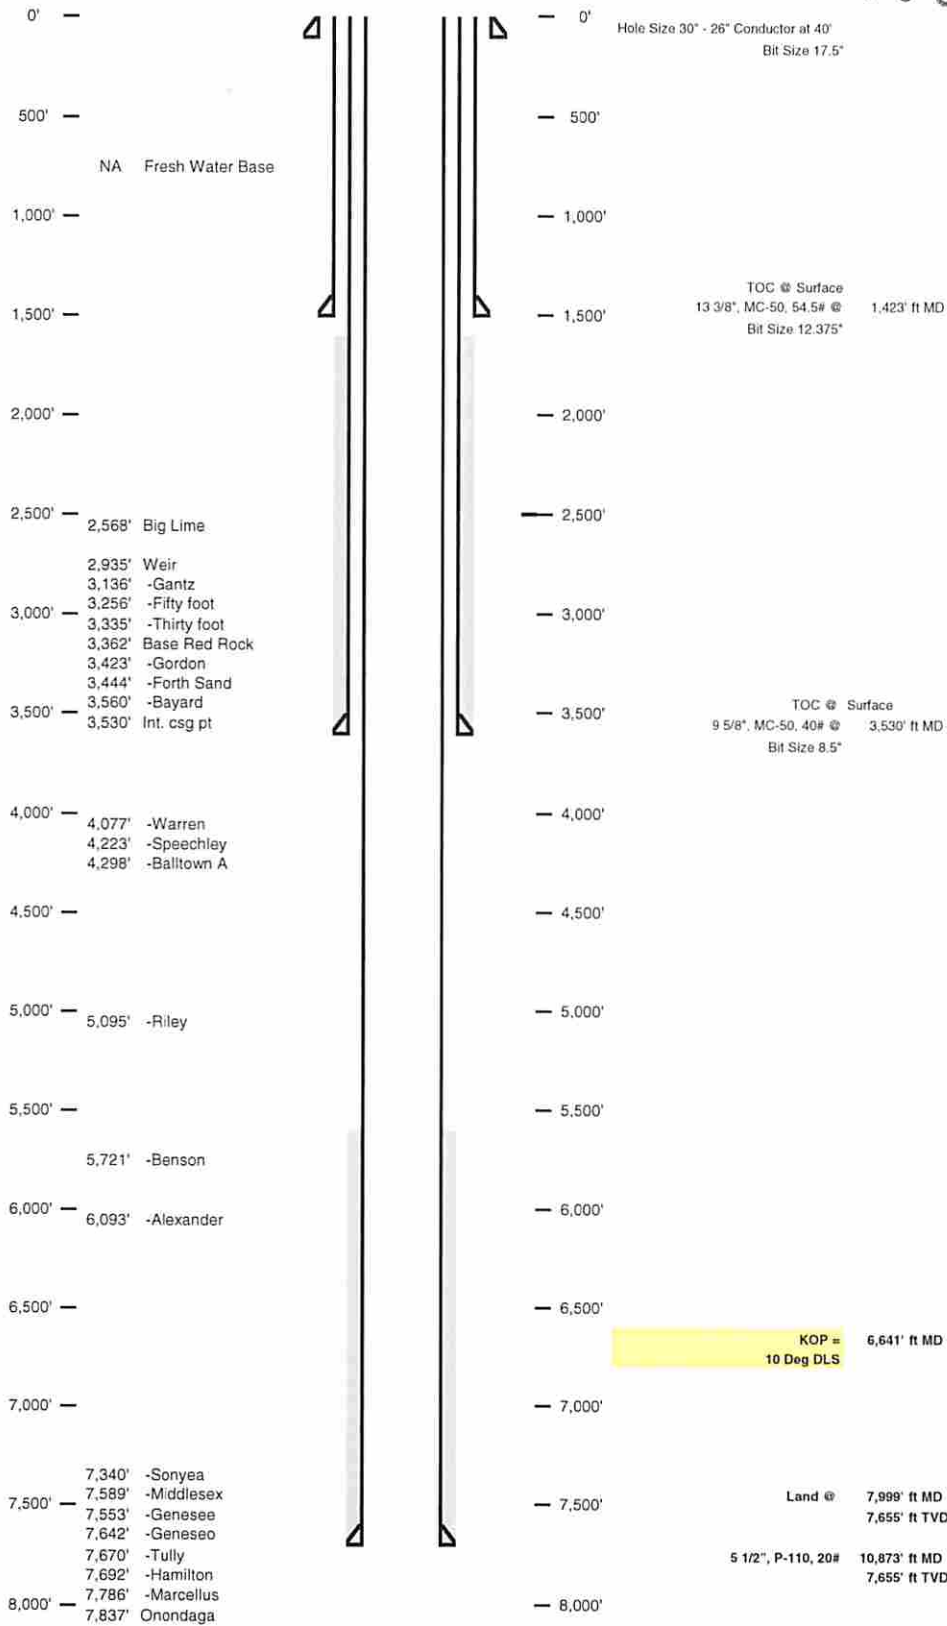 0'
0'
Hole Size 30" - 26" Conductor at 40'
Bit Size 17.5"
500'
500'
NA Fresh Water Base
1,000'
1,000'
TOC @ Surface
13 3/8", MC-50, 54.5# @ 1,423' ft MD
Bit Size 12.375"
1,500'
1,500'
2,000'
2,000'
2,500'
2,500'
2,568' Big Lime
2,935' Weir
3,136' -Gantz
3,256' -Fifty foot
3,000'
3,000'
3,335' -Thirty foot
3,362' Base Red Rock
3,423' -Gordon
3,444' -Forth Sand
3,560' -Bayard
3,500'
3,500'
3,530' Int. csg pt
TOC @ Surface
9 5/8", MC-50, 40# @ 3,530' ft MD
Bit Size 8.5"
4,000'
4,000'
4,077' -Warren
4,223' -Speechley
4,298' -Balltown A
4,500'
4,500'
5,000'
5,000'
5,095' -Riley
5,500'
5,500'
5,721' -Benson
6,000'
6,000'
6,093' -Alexander
6,500'
6,500'
KOP = 6,641' ft MD
10 Deg DLS
7,000'
7,000'
7,340' -Sonyea
7,589' -Middlesex
7,500'
7,500'
Land @ 7,999' ft MD
7,655' ft TVD
7,553' -Genesee
7,642' -Geneseo
7,670' -Tully
5 1/2", P-110, 20# 10,873' ft MD
7,655' ft TVD
7,692' -Hamilton
7,786' -Marcellus
8,000'
8,000'
7,837' Onondaga